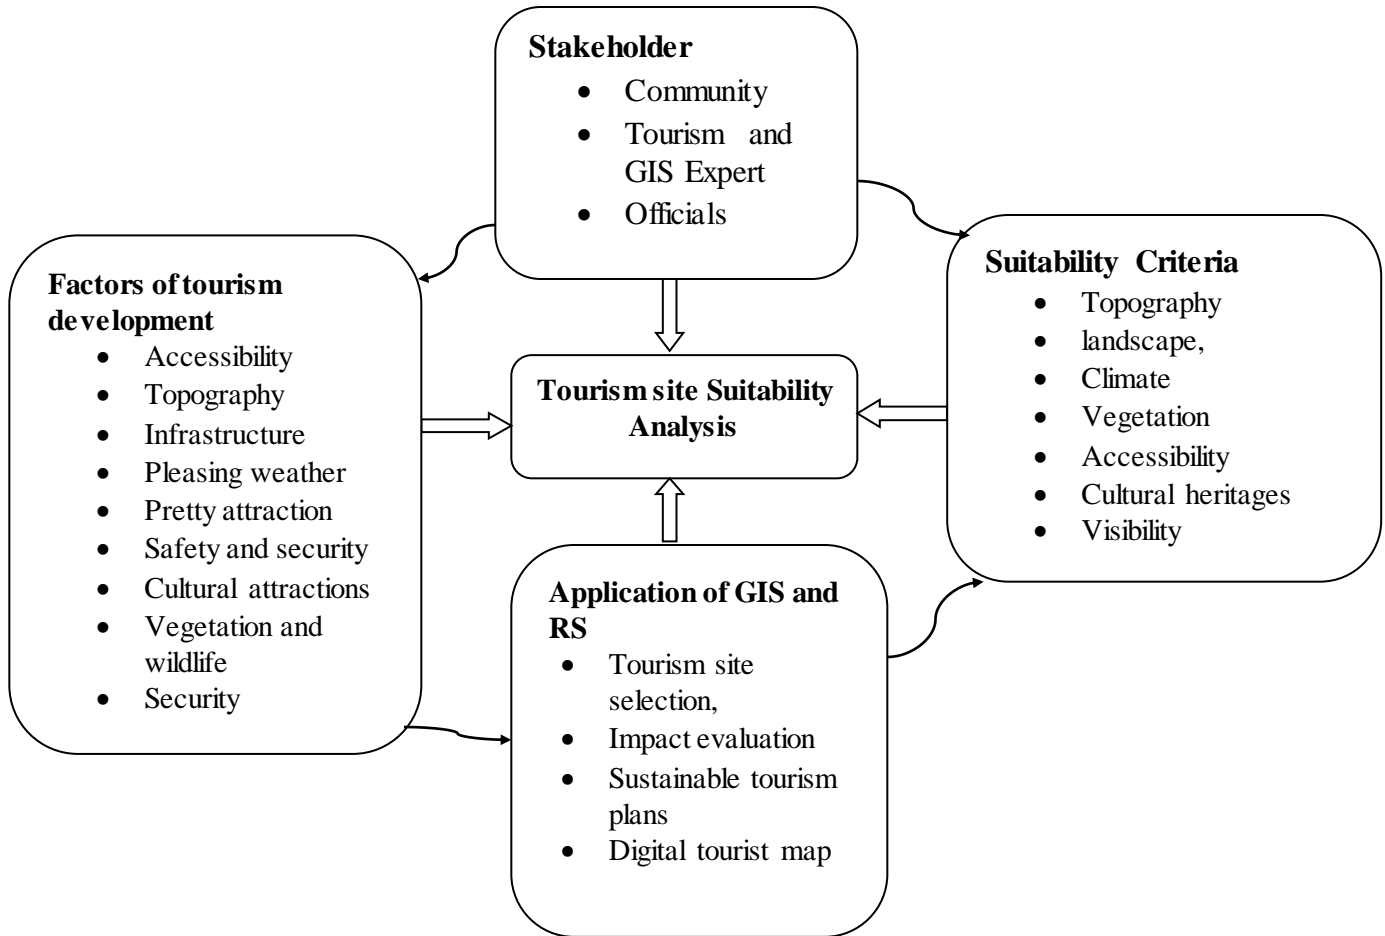 Stakeholder
• Community
• Tourism and
GIS Expert
• Officials
Factors of tourism
development
• Accessibility
• Topography
• Infrastructure
• Pleasing weather
• Pretty attraction
• Safety and security
• Cultural attractions
• Vegetation and
wildlife
• Security
Tourism site Suitability
Analysis
Suitability Criteria
• Topography
• landscape,
• Climate
• Vegetation
• Accessibility
• Cultural heritages
• Visibility
Application of GIS and
RS
• Tourism site
selection,
• Impact evaluation
• Sustainable tourism
plans
• Digital tourist map